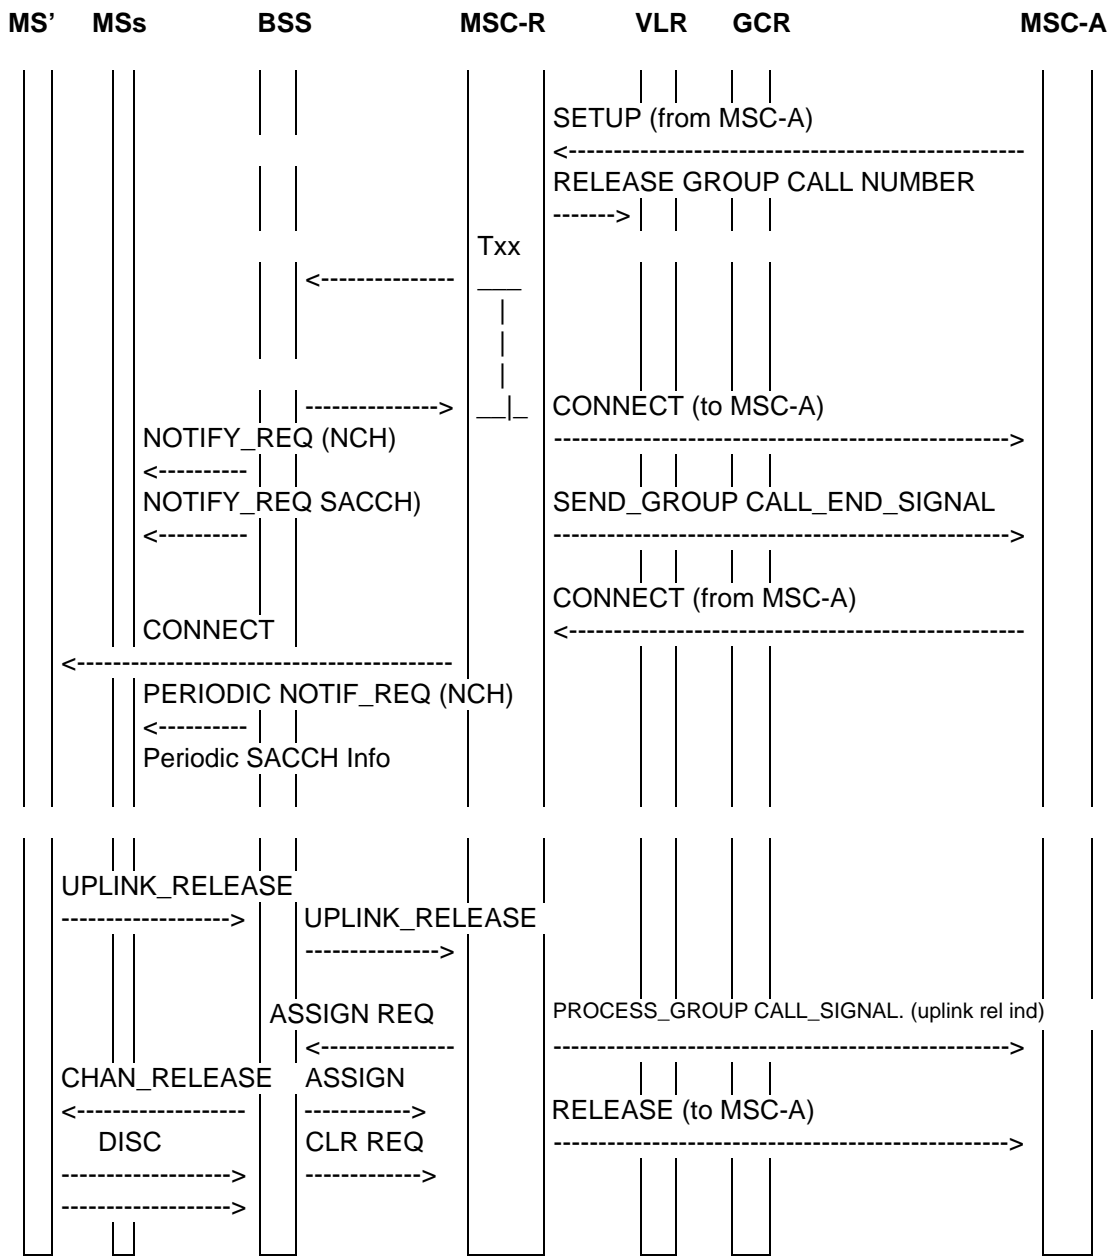 MS’ MSs BSS MSC-R VLR GCR MSC-A
SETUP (from MSC-A)
RELEASE GROUP CALL NUMBER
Txx
CONNECT (to MSC-A)
NOTIFY_REQ (NCH)
NOTIFY_REQ SACCH) SEND_GROUP CALL_END_SIGNAL
CONNECT (from MSC-A)
CONNECT
PERIODIC NOTIF_REQ (NCH)
Periodic SACCH Info
UPLINK_RELEASE
UPLINK_RELEASE
ASSIGN REQ PROCESS_GROUP CALL_SIGNAL. (uplink rel ind)
CHAN_RELEASE ASSIGN
RELEASE (to MSC-A)
DISC CLR REQ